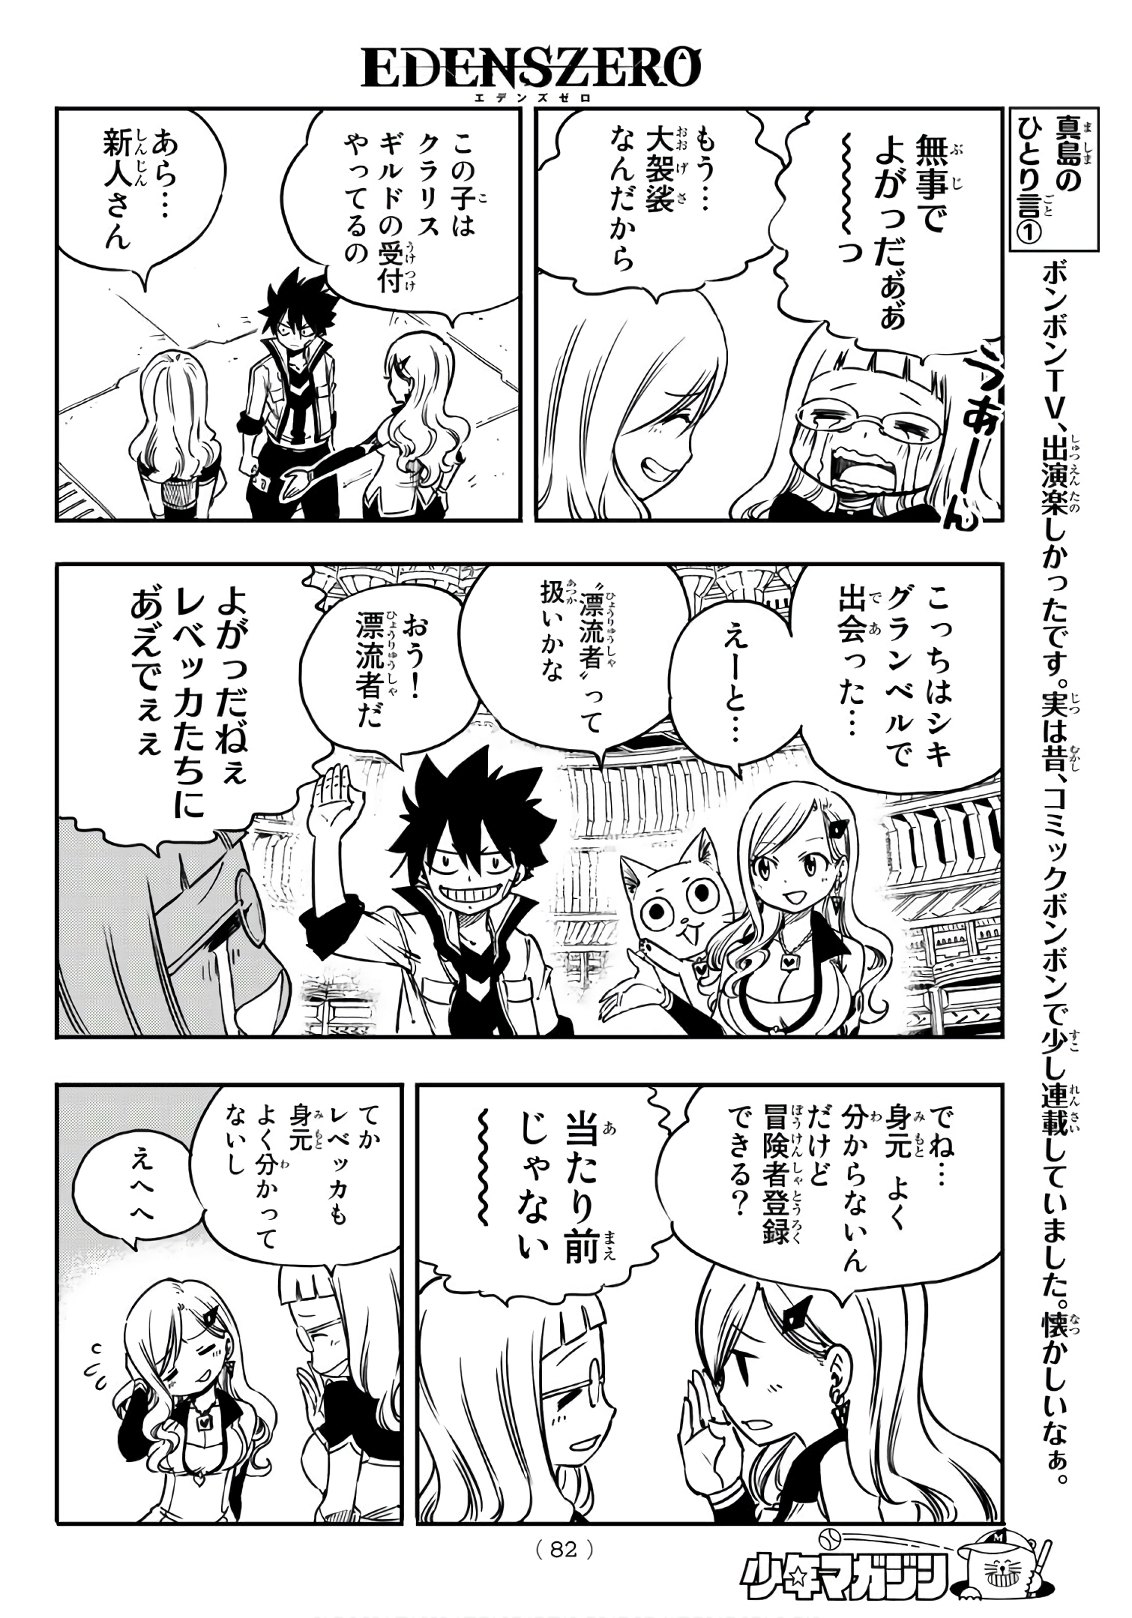 EDENSZERO
エデンズゼロ
真島の
ひとり言①
ボンボンTV、出演楽しかったです。実は昔、コミックボンボンで少し連載していました。懐かしいなぁ。
無事で
よがっだぁぁ
~~~~っ
うあーーん
もう…
大袈裟
なんだから
この子は
クラリス
ギルドの受付
やってるの
あら…
新人さん
こっちはシキ
グランベルで
出会った…
えーと…
〝漂流者〟って
扱いかな
おう!
漂流者だ
よがっだねぇ
レベッカたちに
あ゛え゛でぇぇ
でね…
身元 よく
分からないん
だけど
冒険者登録
できる?
当たり前
じゃない
~~~~
てか
レベッカも
身元
よく分かって
ないし
えへへ
(82)
少年マガジン
M